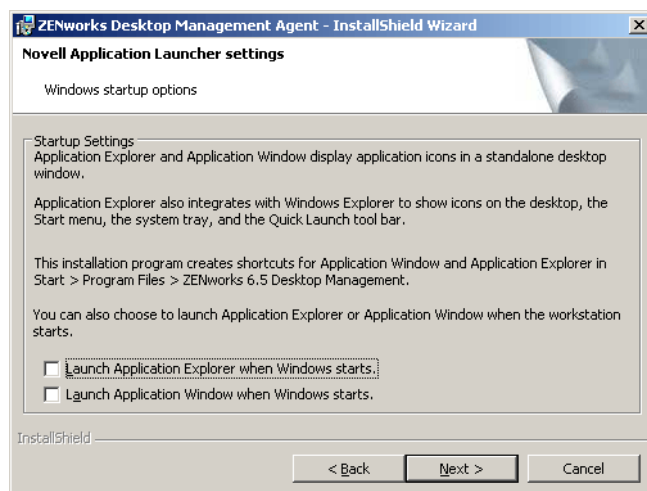 ZENworks Desktop Management Agent - InstallShield Wizard
Novell Application Launcher settings
Windows startup options
Startup Settings
Application Explorer and Application Window display application icons in a standalone desktop
window.
Application Explorer also integrates with Windows Explorer to show icons on the desktop, the
Start menu, the system tray, and the Quick Launch tool bar.
This installation program creates shortcuts for Application Window and Application Explorer in
Start > Program Files > ZENworks 6.5 Desktop Management.
You can also choose to launch Application Explorer or Application Window when the workstation
starts.
Launch Application Explorer when Windows starts.
Launch Application Window when Windows starts.
InstallShield
< Back
Next >
Cancel